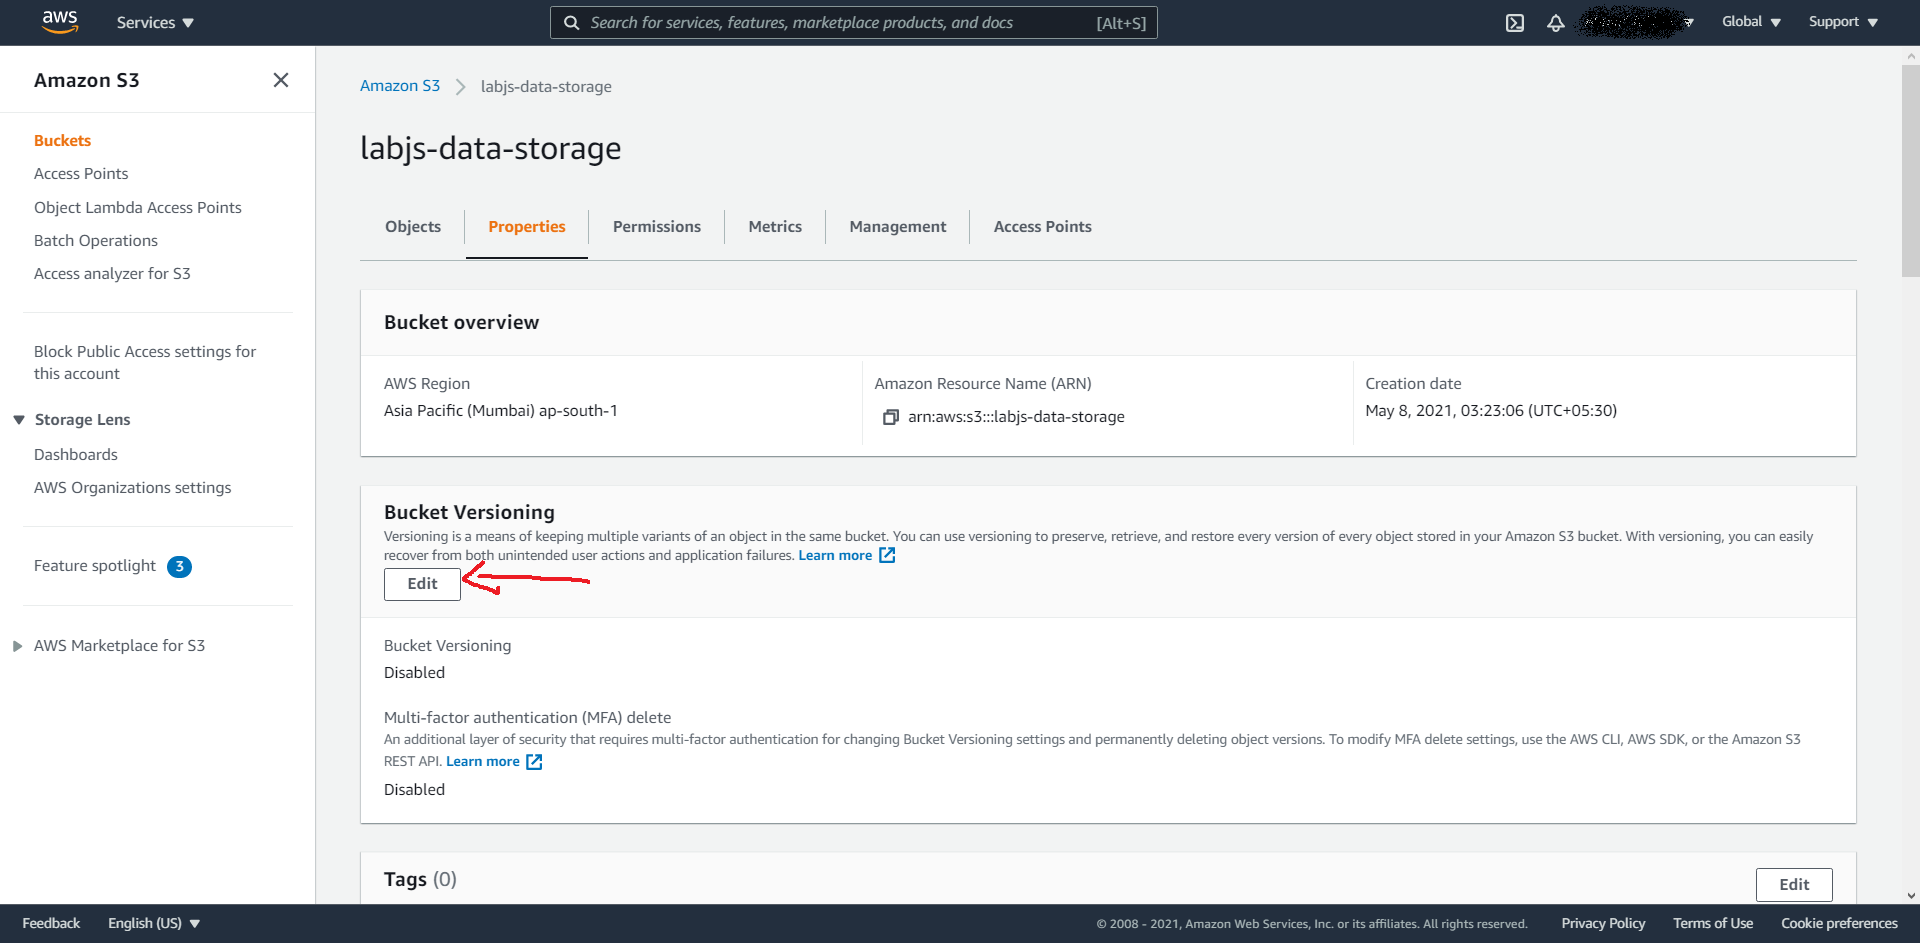 aws
Services
Search for services, features, marketplace products, and docs
[Alt+S]
Global
Support
Amazon S3
Buckets
Access Points
Object Lambda Access Points
Batch Operations
Access analyzer for S3
Block Public Access settings for
this account
Storage Lens
Dashboards
AWS Organizations settings
Feature spotlight 3
AWS Marketplace for S3
Amazon S3
labjs-data-storage
labjs-data-storage
Objects
Properties
Permissions
Metrics
Management
Access Points
Bucket overview
AWS Region
Asia Pacific (Mumbai) ap-south-1
Amazon Resource Name (ARN)
arn:aws:s3:::labjs-data-storage
Creation date
May 8, 2021, 03:23:06 (UTC+05:30)
Bucket Versioning
Versioning is a means of keeping multiple variants of an object in the same bucket. You can use versioning to preserve, retrieve, and restore every version of every object stored in your Amazon S3 bucket. With versioning, you can easily
recover from both unintended user actions and application failures. Learn more
Edit
Bucket Versioning
Disabled
Multi-factor authentication (MFA) delete
An additional layer of security that requires multi-factor authentication for changing Bucket Versioning settings and permanently deleting object versions. To modify MFA delete settings, use the AWS CLI, AWS SDK, or the Amazon S3
REST API. Learn more
Disabled
Tags (0)
Edit
Feedback
English (US)
© 2008 - 2021, Amazon Web Services, Inc. or its affiliates. All rights reserved.
Privacy Policy
Terms of Use
Cookie preferences